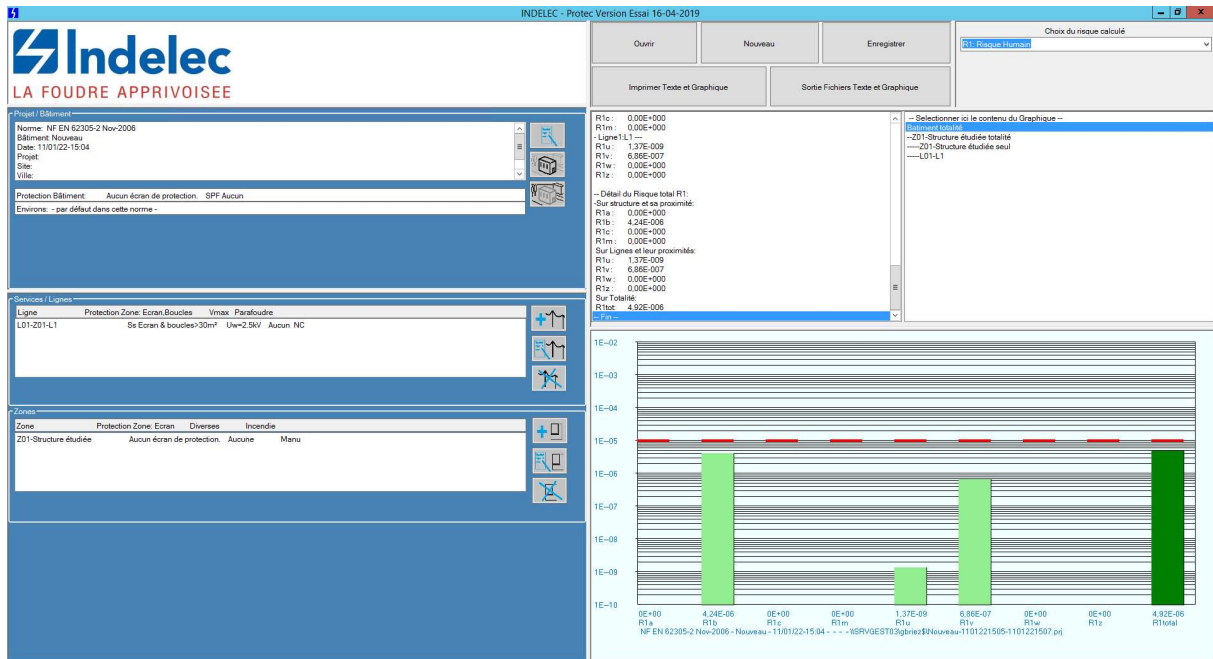 INDELEC - Protec Version Essai 16-04-2019
Indelec
LA FOUDRE APPRIVOISEE
Ouvrir
Nouveau
Enregistrer
Imprimer Texte et Graphique
Sortie Fichiers Texte et Graphique
Choix du risque calculé
R1: Risque Humain
Projet / Bâtiment
Norme: NF EN 62305-2 Nov-2006
Bâtiment: Nouveau
Date: 11/01/22-15:04
Projet:
Site:
Ville:
Protection Bâtiment: Aucun écran de protection. SPF Aucun
Environs: - par défaut dans cette norme -
Services / Lignes
Ligne Protection Zone: Ecran,Boucles Vmax Parafoudre
L01-Z01-L1 Ss Ecran & boucles>30m² Uw=2.5kV Aucun NC
Zones
Zone Protection Zone: Ecran Diverses Incendie
Z01-Structure étudiée Aucun écran de protection. Aucune Manu
R1c : 0,00E+000
R1m : 0,00E+000
- Ligne1:L1 ---
R1u : 1,37E-009
R1v : 6,86E-007
R1w : 0,00E+000
R1z : 0,00E+000
-- Détail du Risque total R1:
-Sur structure et sa proximité:
R1a : 0,00E+000
R1b : 4,24E-006
R1c : 0,00E+000
R1m : 0,00E+000
Sur Lignes et leur proximités:
R1u : 1,37E-009
R1v : 6,86E-007
R1w : 0,00E+000
R1z : 0,00E+000
Sur Totalité:
R1tot: 4,92E-006
-- Fin --
-- Selectionner ici le contenu du Graphique --
Batiment totalité
--Z01-Structure étudiée totalité
-----Z01-Structure étudiée seul
-----L01-L1
1E-02
1E-03
1E-04
1E-05
1E-06
1E-07
1E-08
1E-09
1E-10
0E+00 4,24E-06 0E+00 0E+00 1,37E-09 6,86E-07 0E+00 0E+00 4,92E-06
R1a R1b R1c R1m R1u R1v R1w R1z R1total
NF EN 62305-2 Nov-2006 - Nouveau - 11/01/22-15:04 - - - - \\SRVGEST03\gbriez$\Nouveau-1101221505-1101221507.prj